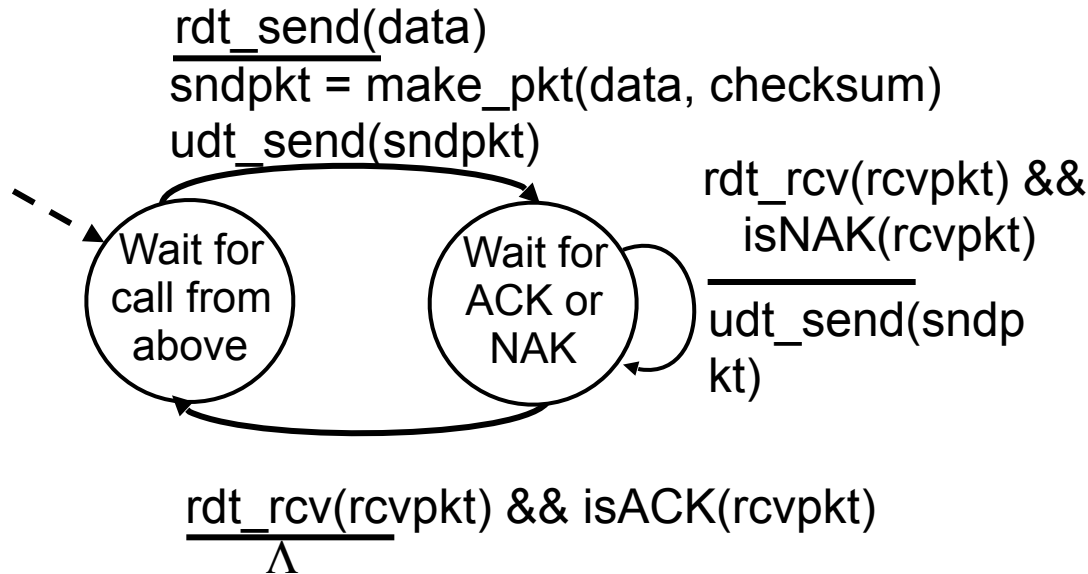 rdt_send(data)
sndpkt = make_pkt(data, checksum)
udt_send(sndpkt)
rdt_rcv(rcvpkt) &&
isNAK(rcvpkt)
udt_send(sndp
kt)
Wait for
call from
above
Wait for
ACK or
NAK
rdt_rcv(rcvpkt) && isACK(rcvpkt)
Λ